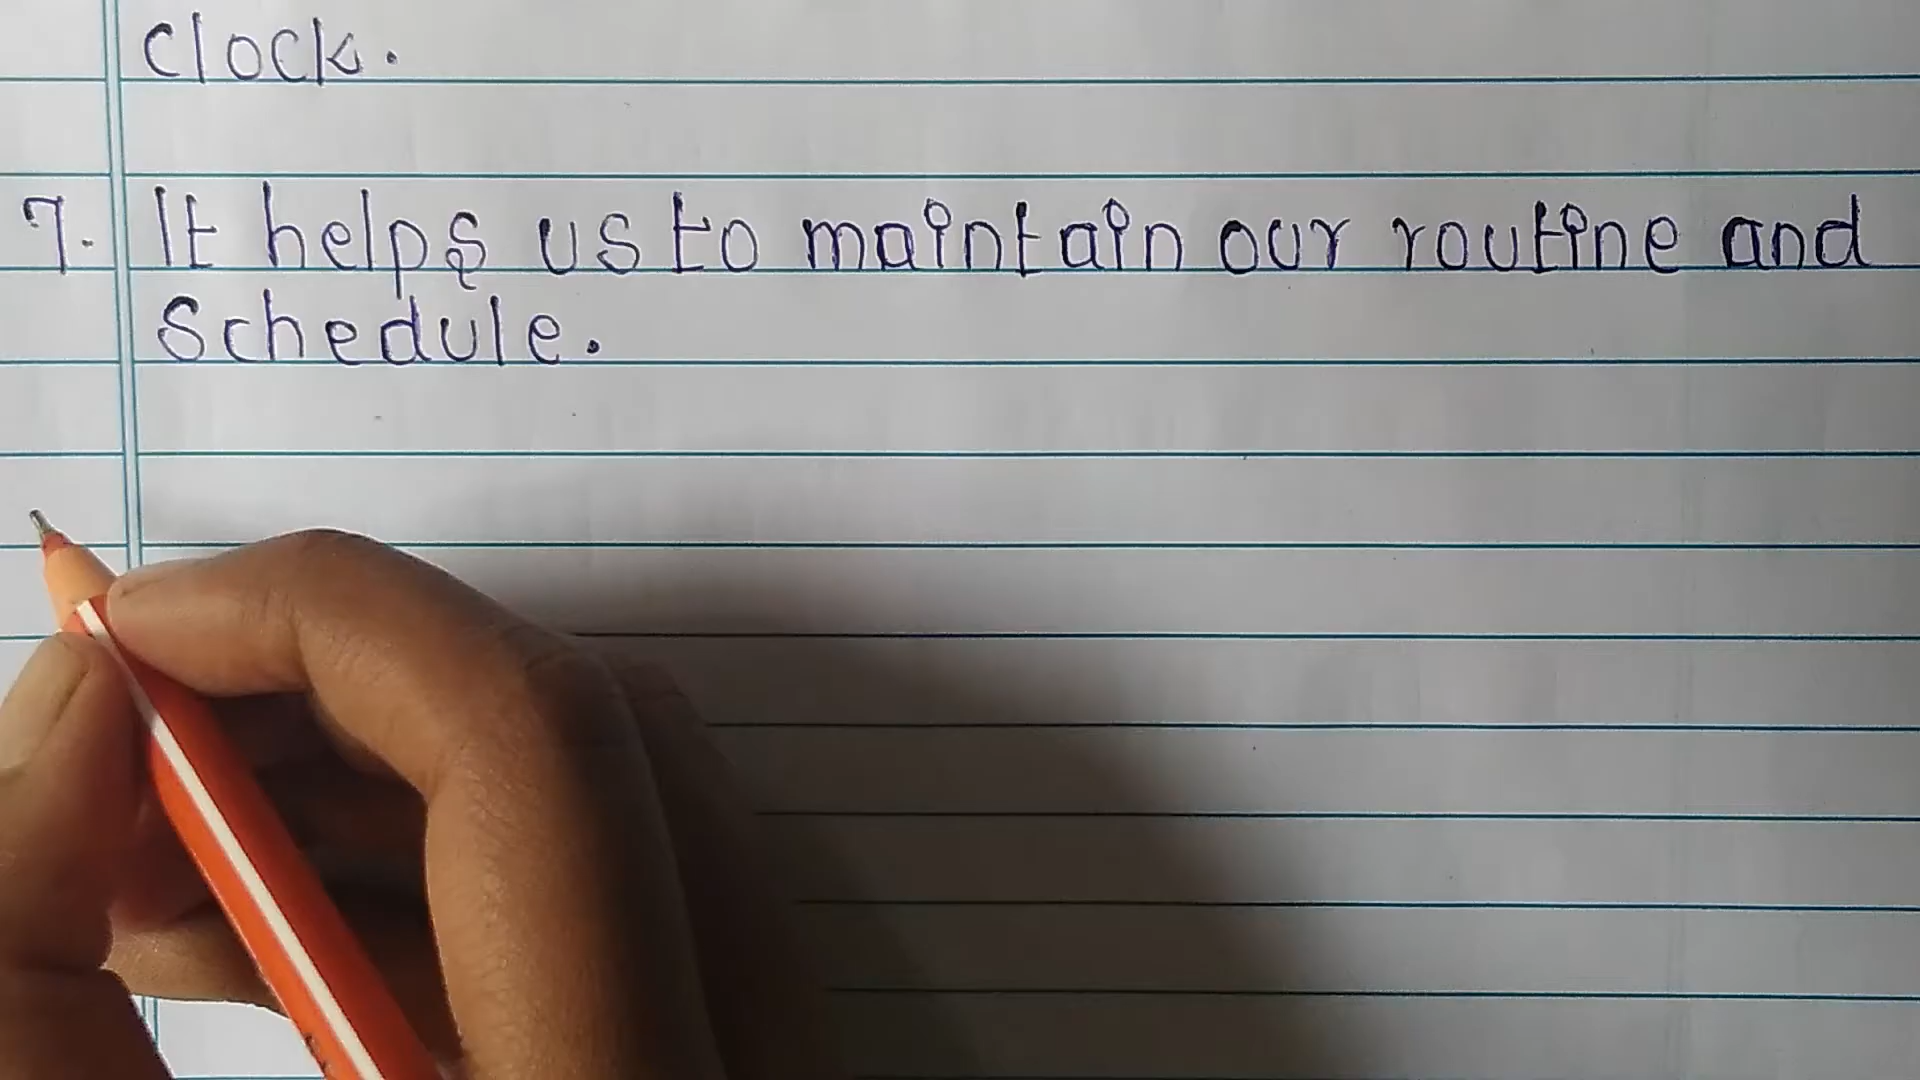 clock.
7. It helps us to maintain our routine and
Schedule.